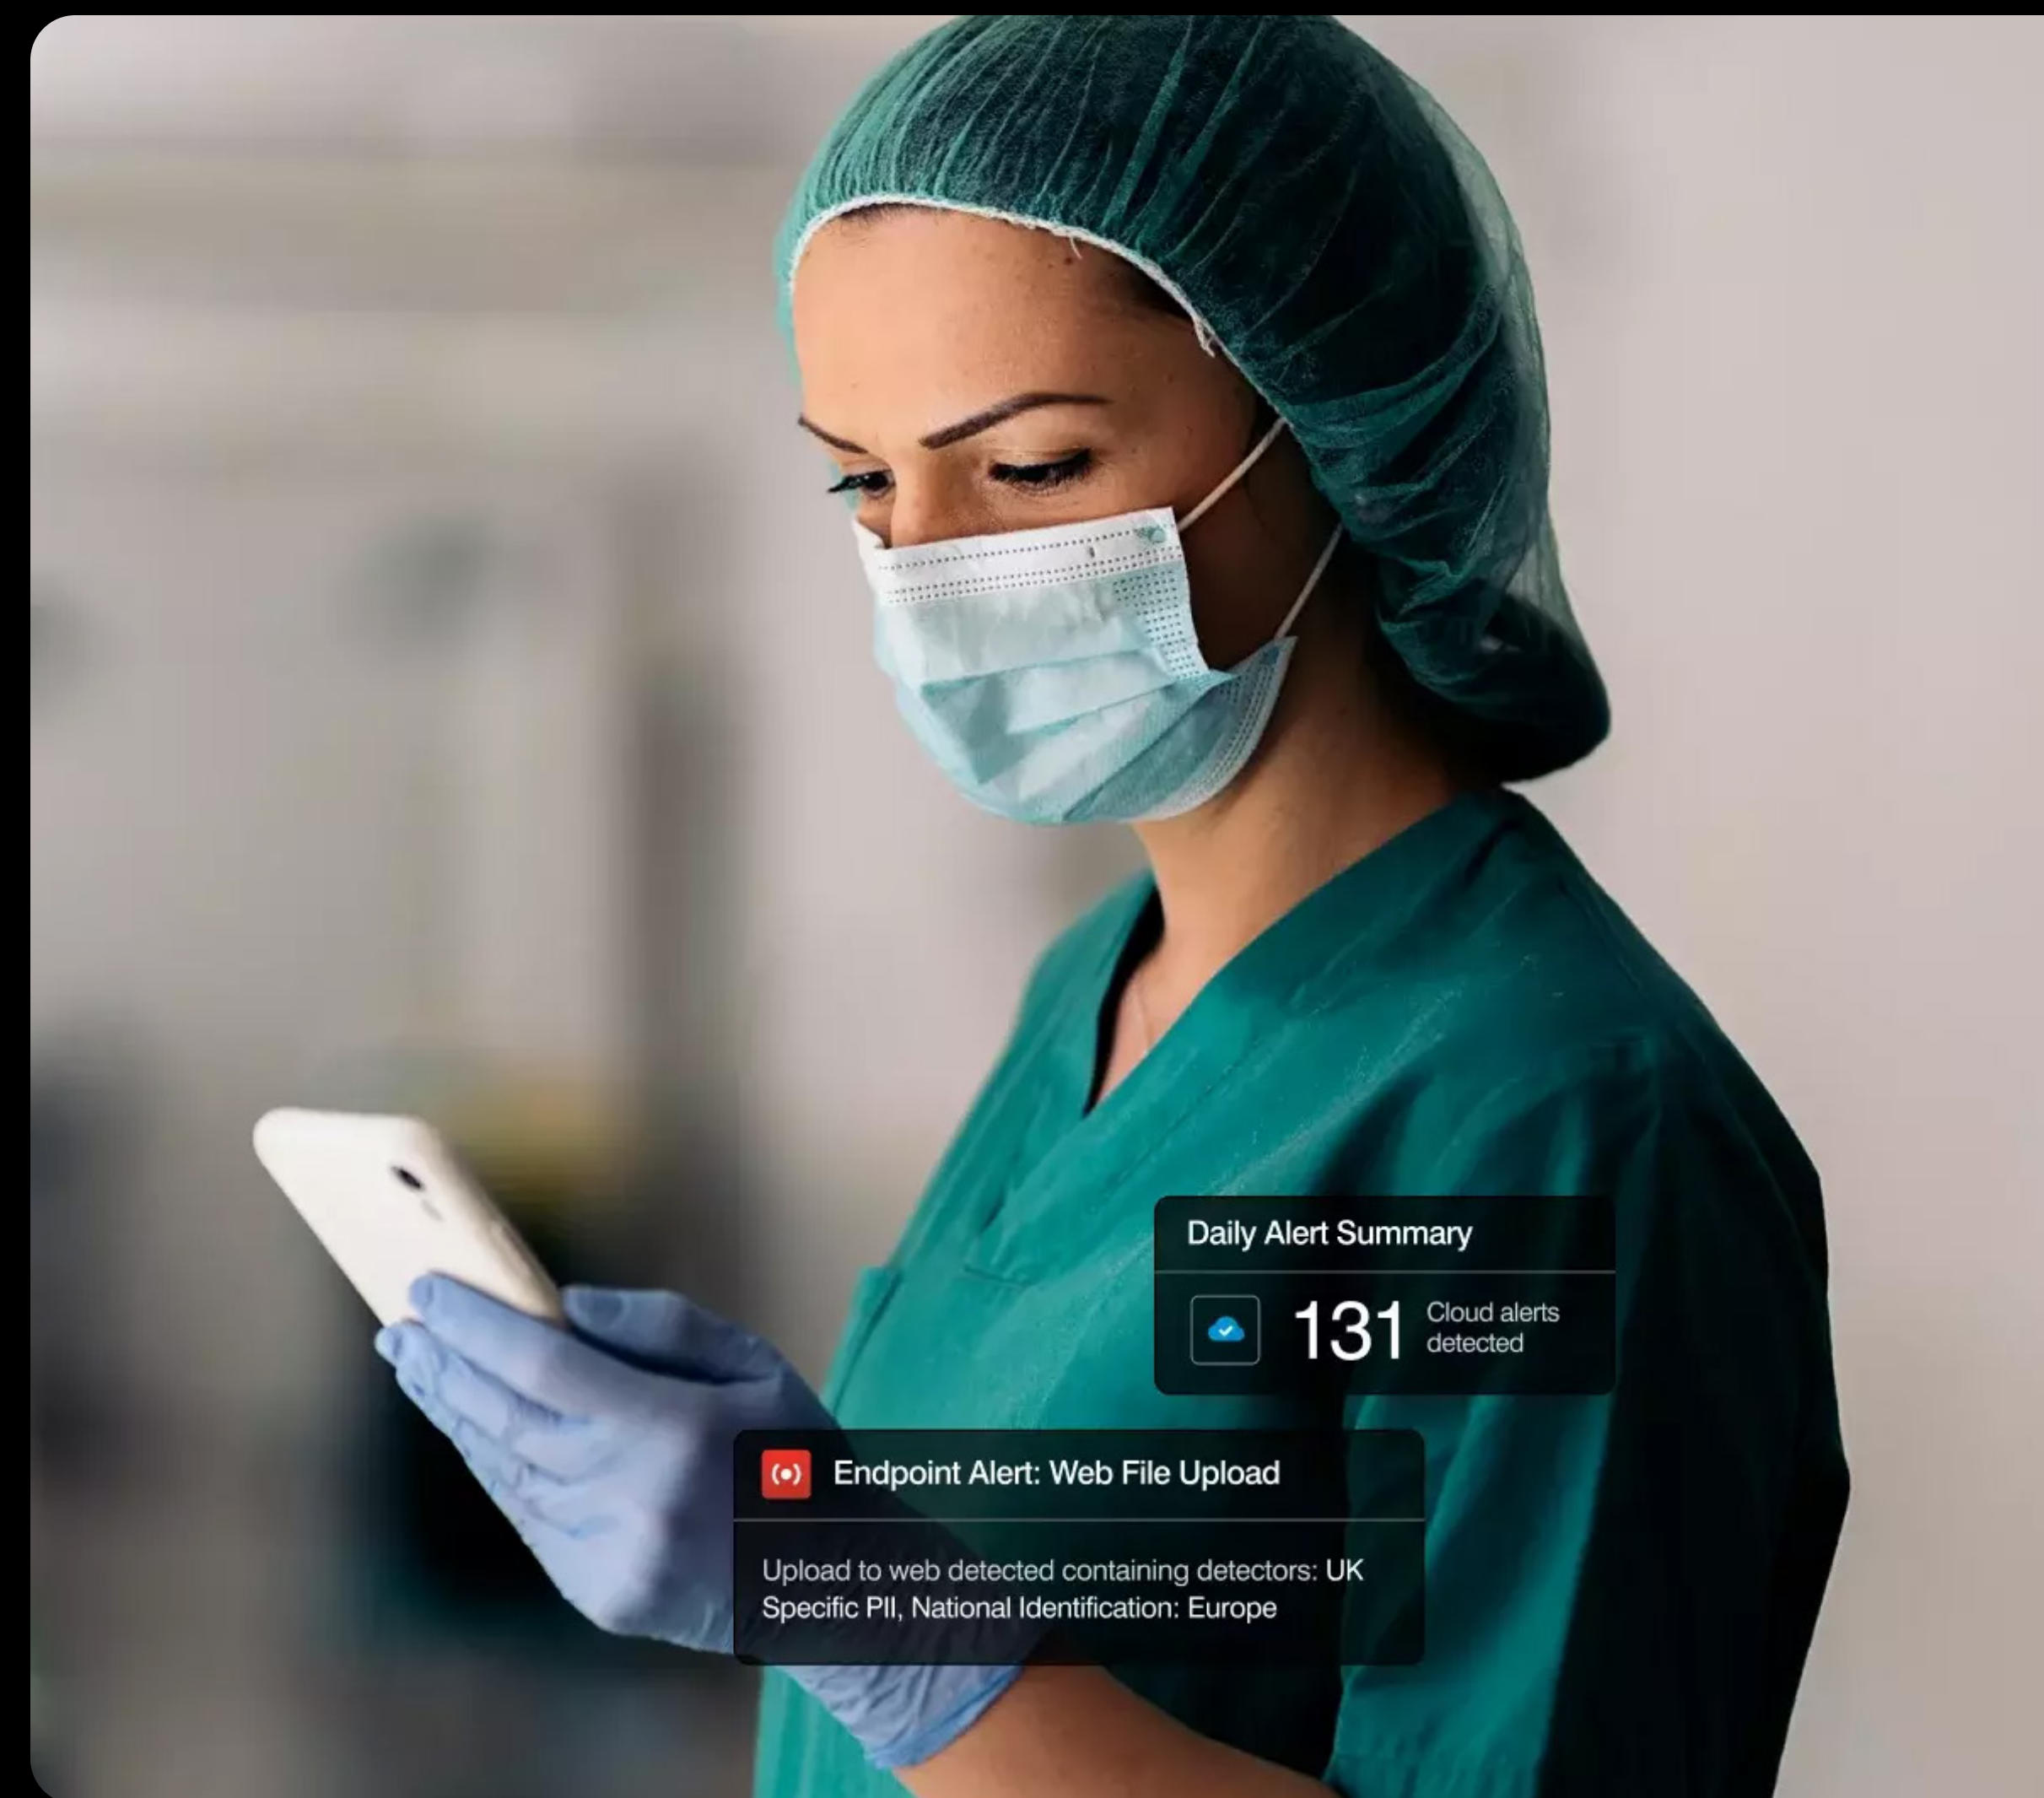 Daily Alert Summary
131
Cloud alerts
detected
Endpoint Alert: Web File Upload
Upload to web detected containing detectors: UK
Specific PII, National Identification: Europe